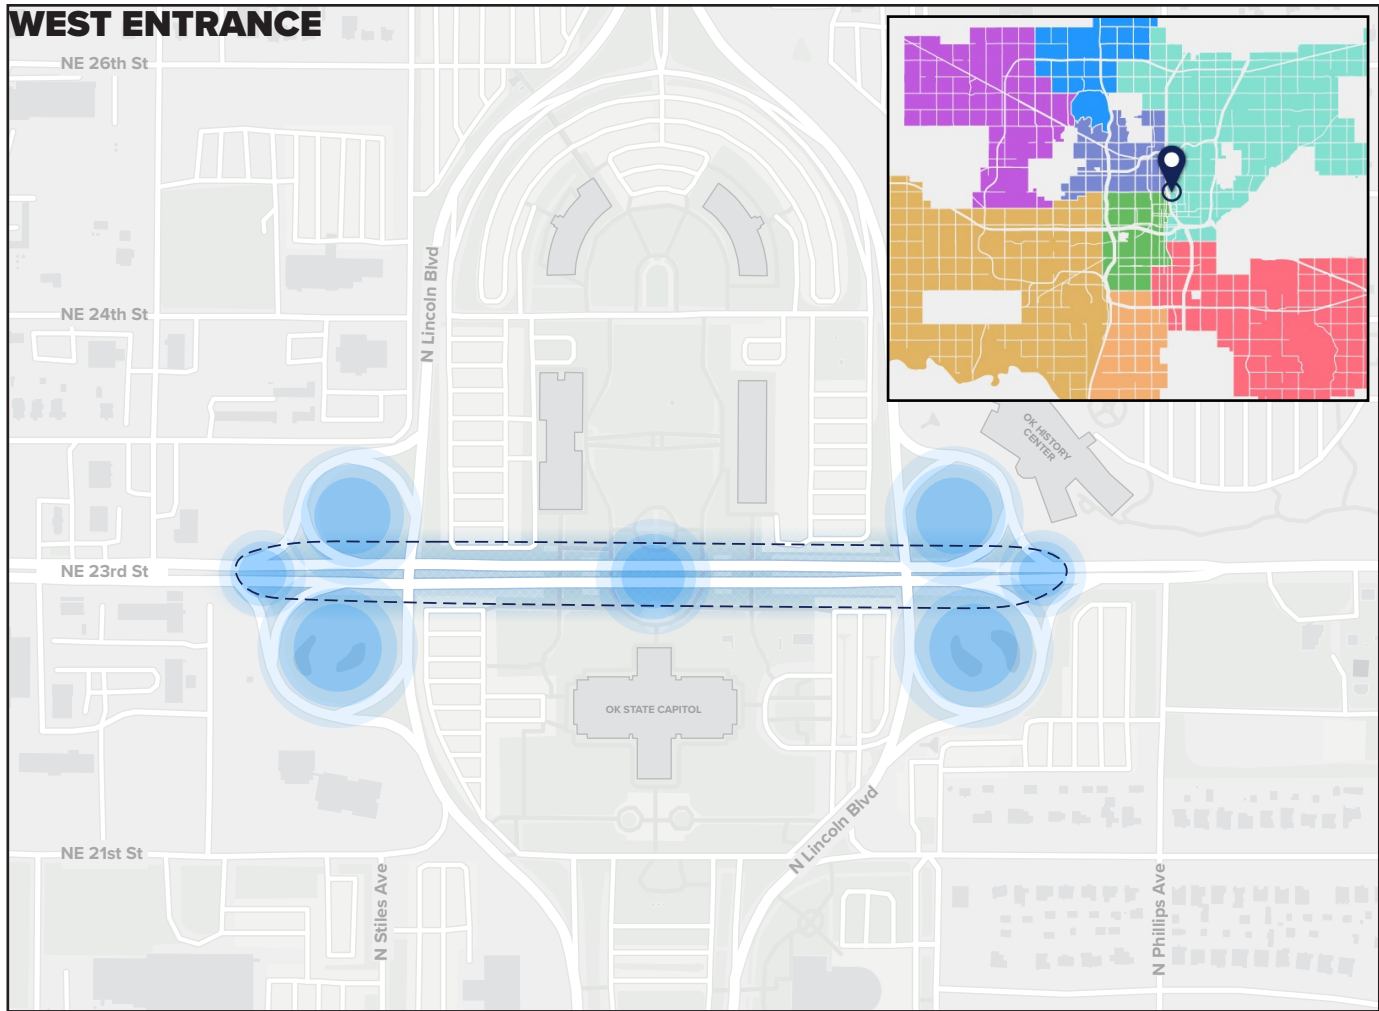 WEST ENTRANCE
NE 26th St
N Lincoln Blvd
NE 24th St
OK HISTORY
CENTER
NE 23rd St
OK STATE CAPITOL
N Lincoln Blvd
NE 21st St
N Stiles Ave
N Phillips Ave